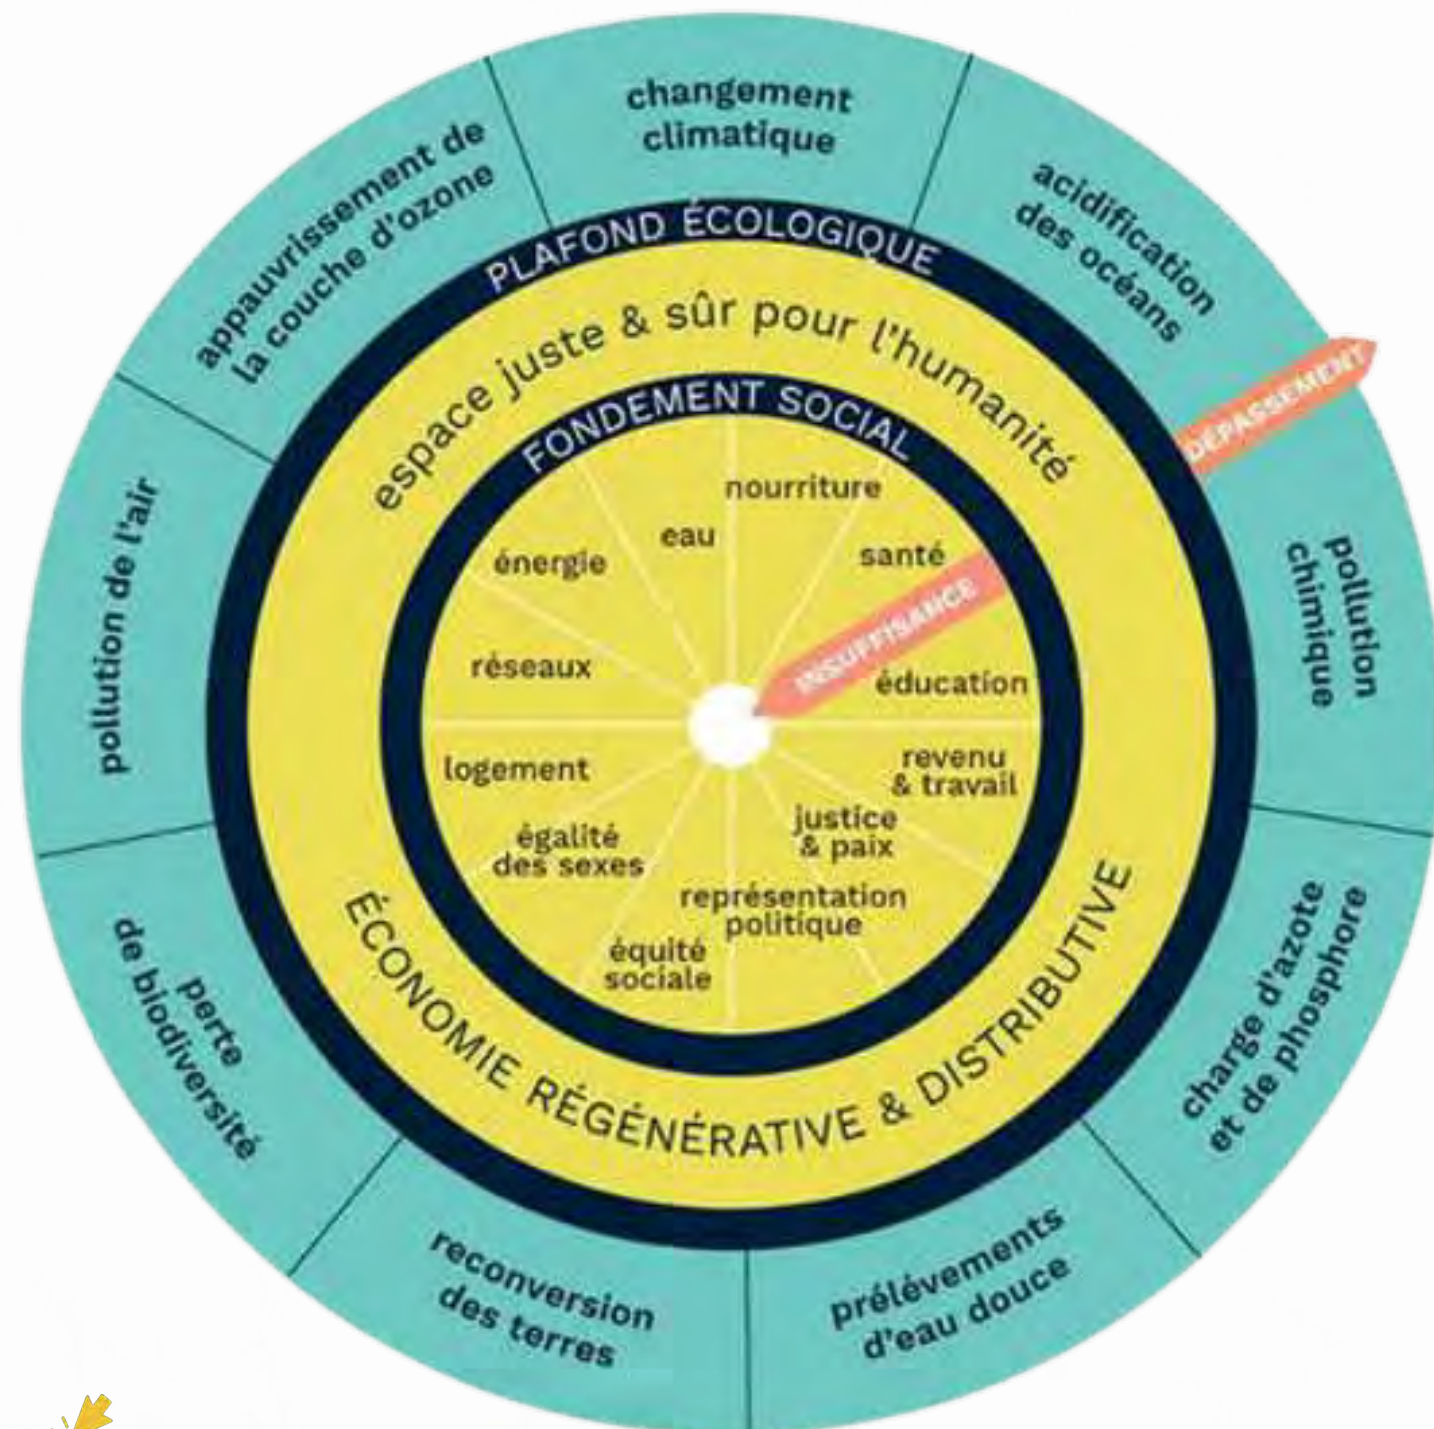 changement
climatique
acidification
des océans
DÉPASSEMENT
pollution
chimique
charge d'azote
et de phosphore
prélévements
d'eau douce
reconversion
des terres
perte
de biodiversité
pollution de l'air
appauvrissement de
la couche d'ozone
PLAFOND ÉCOLOGIQUE
espace juste & sûr pour l'humanité
FONDEMENT SOCIAL
nourriture
santé
INSUFFISANCE
éducation
revenu
& travail
justice
& paix
représentation
politique
équité
sociale
égalité
des sexes
logement
réseaux
énergie
eau
ÉCONOMIE RÉGÉNÉRATIVE & DISTRIBUTIVE